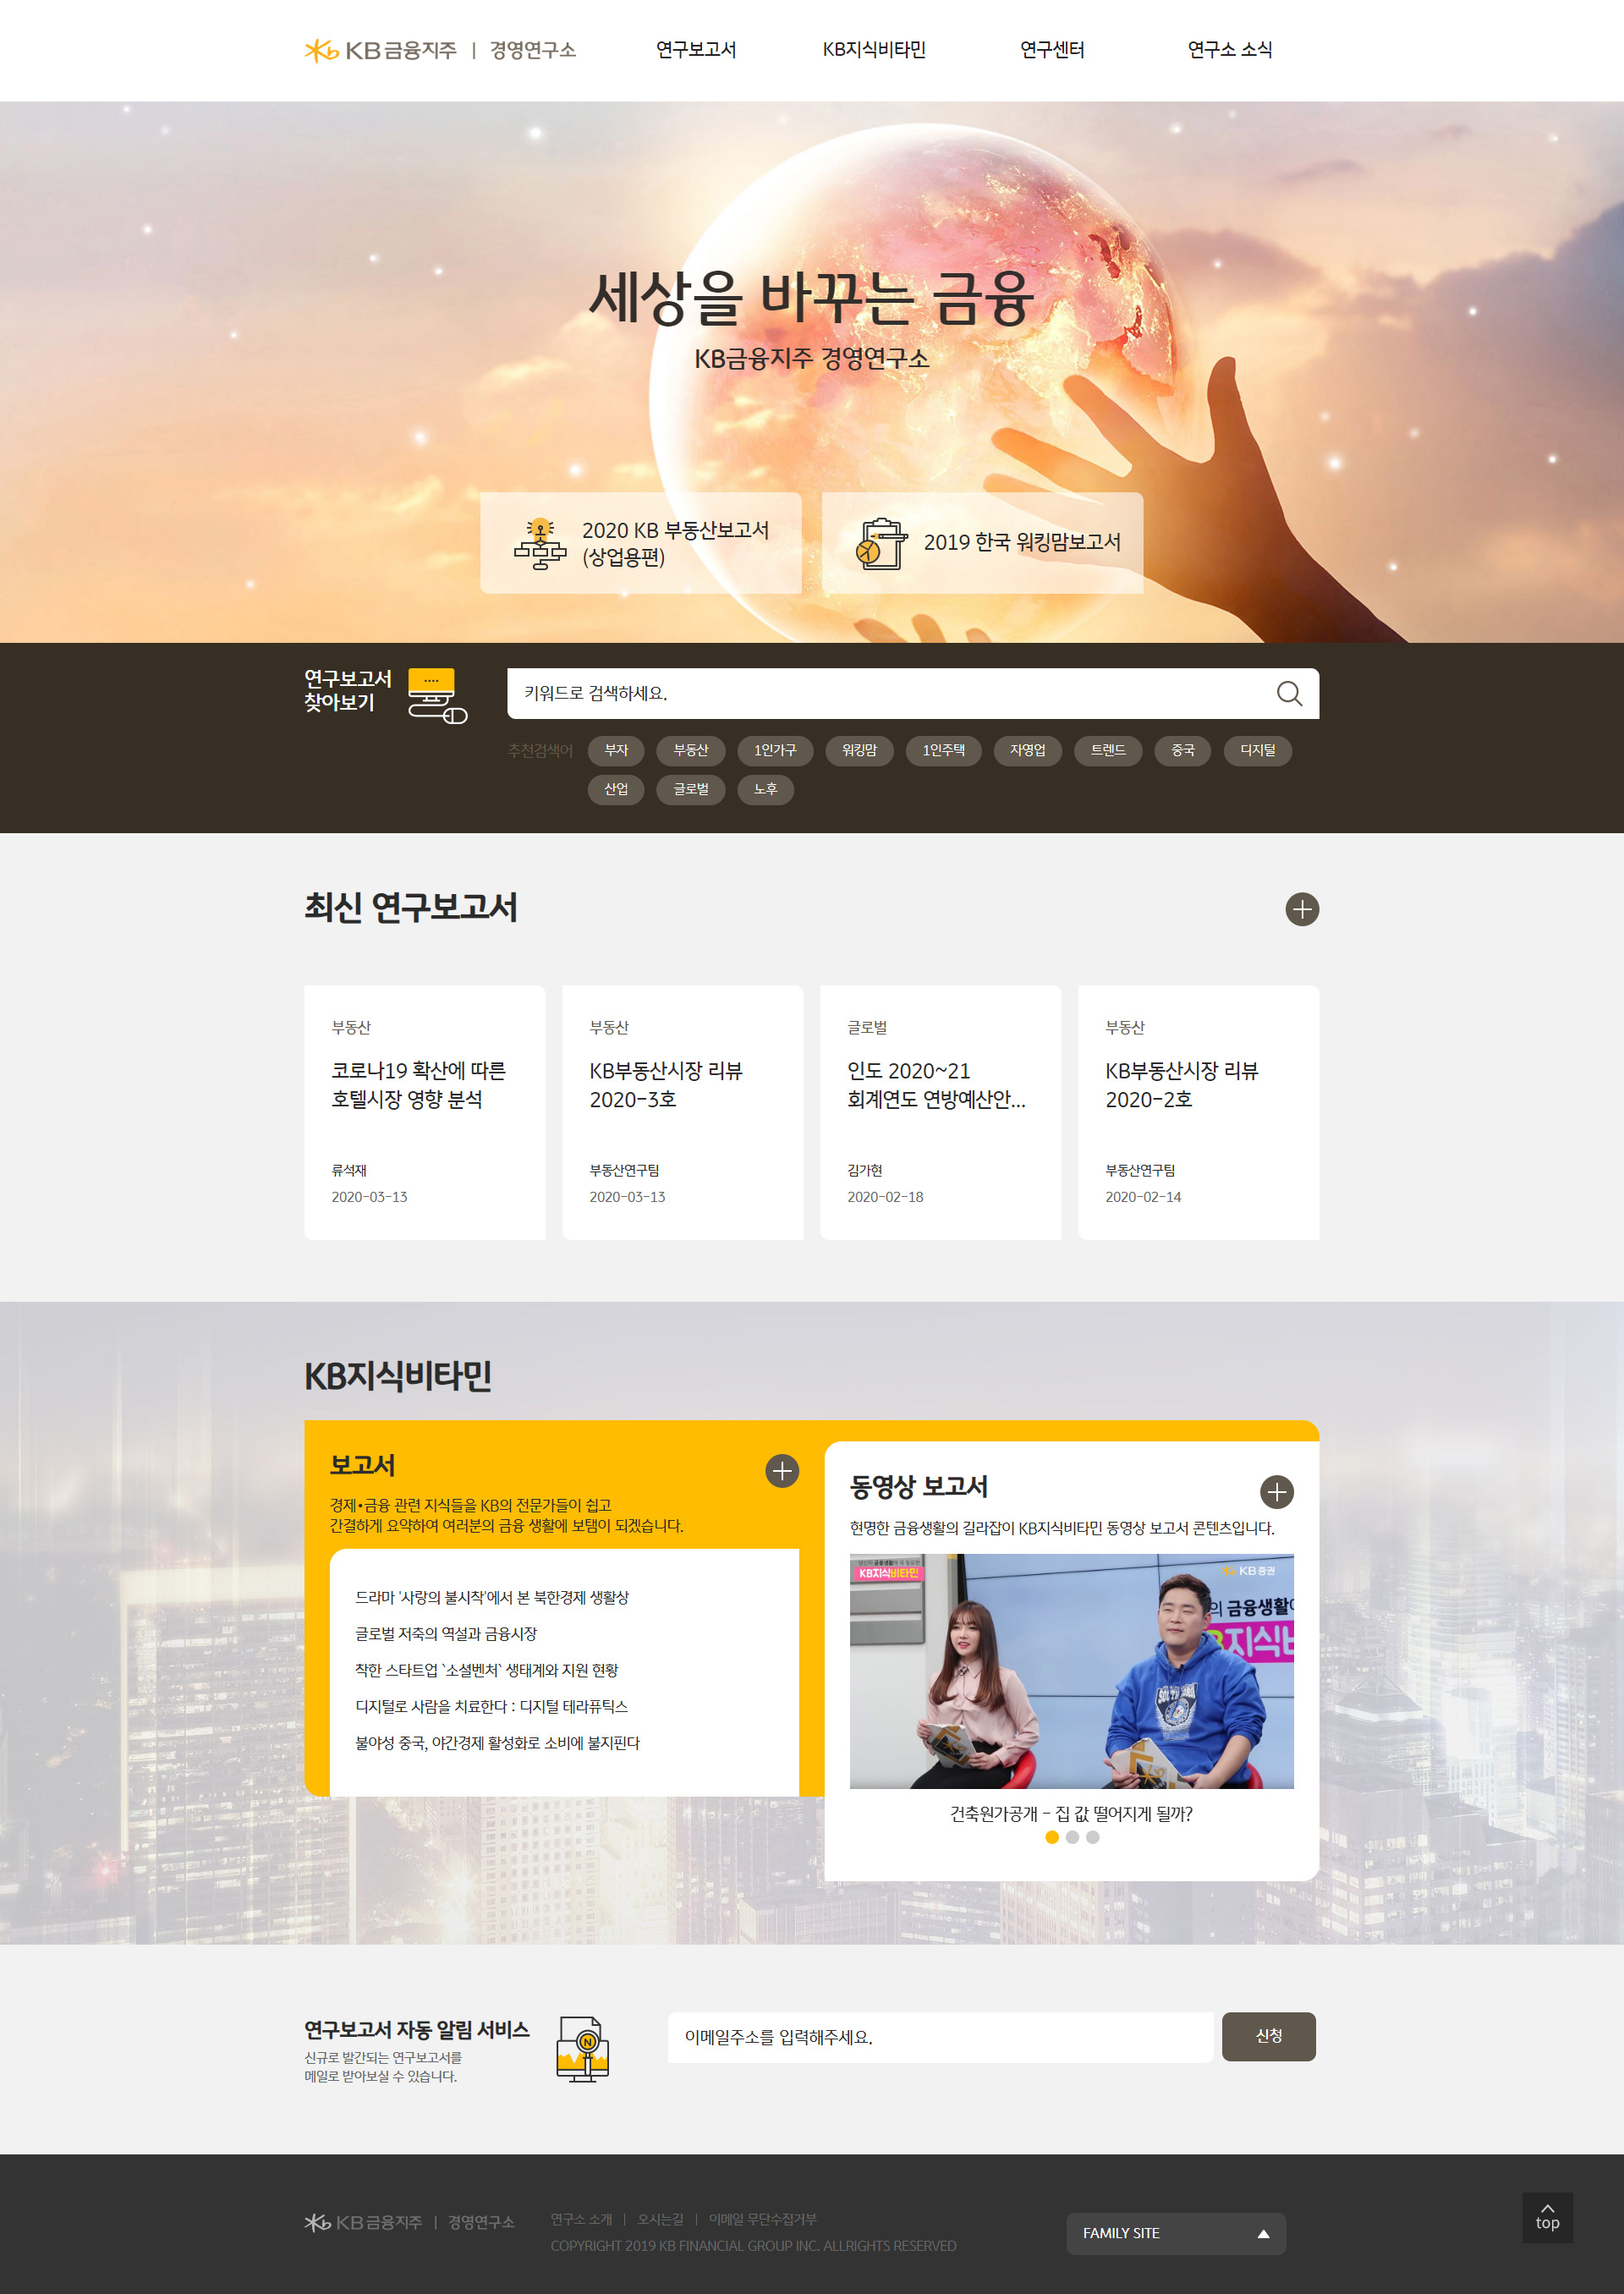 KB금융지주 | 경영연구소
연구보고서
KB지식비타민
연구센터
연구소 소식
세상을 바꾸는 금융
KB금융지주 경영연구소
2020 KB 부동산보고서
(상업용편)
2019 한국 워킹맘보고서
연구보고서
찾아보기
키워드로 검색하세요.
추천검색어 부자 부동산 1인가구 워킹맘 1인주택 자영업 트렌드 중국 디지털
산업 글로벌 노후
최신 연구보고서
부동산
코로나19 확산에 따른
호텔시장 영향 분석
류석재
2020-03-13
부동산
KB부동산시장 리뷰
2020-3호
부동산연구팀
2020-03-13
글로벌
인도 2020~21
회계연도 연방예산안...
김가현
2020-02-18
부동산
KB부동산시장 리뷰
2020-2호
부동산연구팀
2020-02-14
KB지식비타민
보고서
경제•금융 관련 지식들을 KB의 전문가들이 쉽고
간결하게 요약하여 여러분의 금융 생활에 보탬이 되겠습니다.
드라마 '사랑의 불시착'에서 본 북한경제 생활상
글로벌 저축의 역설과 금융시장
착한 스타트업 `소셜벤처` 생태계와 지원 현황
디지털로 사람을 치료한다 : 디지털 테라퓨틱스
불야성 중국, 야간경제 활성화로 소비에 불지핀다
동영상 보고서
현명한 금융생활의 길라잡이 KB지식비타민 동영상 보고서 콘텐츠입니다.
KB지식비타민
KB증권
의 금융생활
B지식비
건축원가공개 - 집 값 떨어지게 될까?
연구보고서 자동 알림 서비스
신규로 발간되는 연구보고서를
메일로 받아보실 수 있습니다.
N
이메일주소를 입력해주세요.
신청
KB금융지주 | 경영연구소
연구소 소개 | 오시는길 | 이메일 무단수집거부
COPYRIGHT 2019 KB FINANCIAL GROUP INC. ALLRIGHTS RESERVED
FAMILY SITE
top